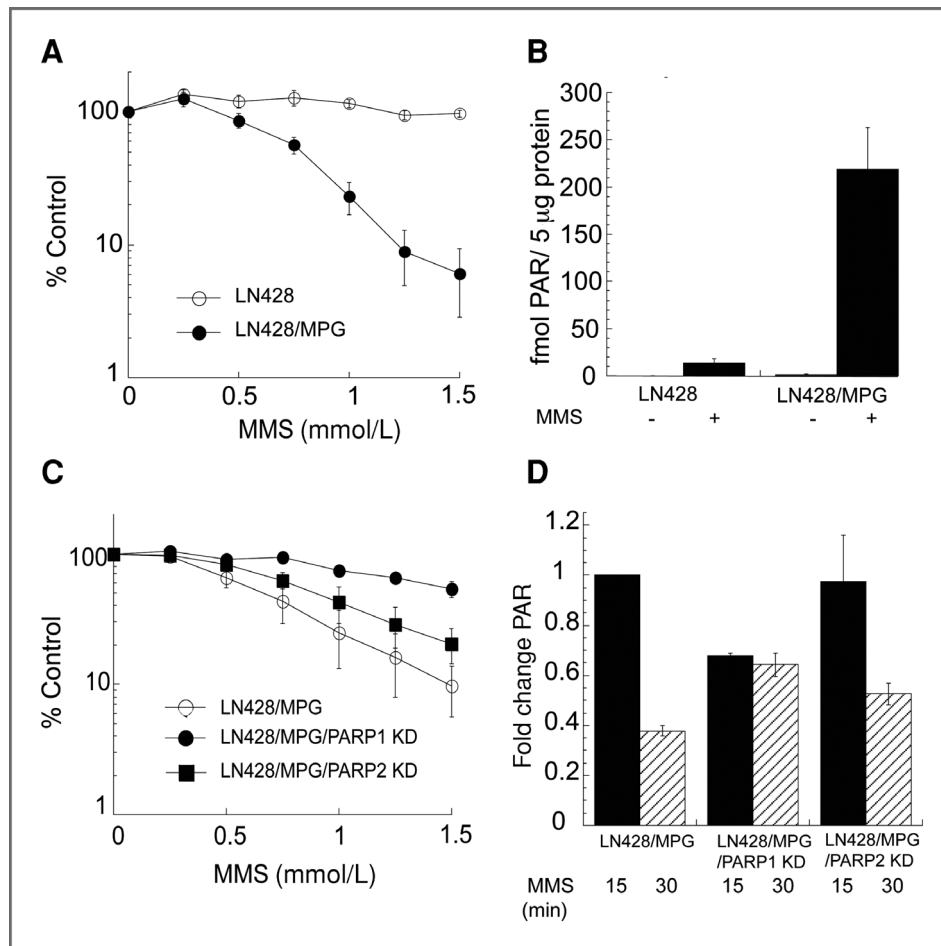 A
100
10
1
% Control
LN428
LN428/MPG
0 0.5 1 1.5
MMS (mmol/L)
B
300
250
200
150
100
50
0
fmol PAR/ 5 μg protein
LN428 LN428/MPG
MMS - + - +
C
100
10
1
% Control
LN428/MPG
LN428/MPG/PARP1 KD
LN428/MPG/PARP2 KD
0 0.5 1 1.5
MMS (mmol/L)
D
1.2
1
0.8
0.6
0.4
0.2
0
Fold change PAR
LN428/MPG LN428/MPG LN428/MPG
/PARP1 KD /PARP2 KD
MMS 15 30 15 30 15 30
(min)